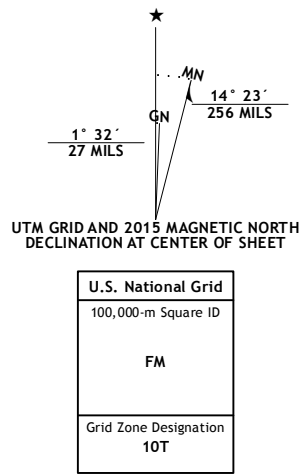 ★
MN
GN
14° 23´
256 MILS
1° 32´
27 MILS
UTM GRID AND 2015 MAGNETIC NORTH
DECLINATION AT CENTER OF SHEET
U.S. National Grid
100,000-m Square ID
FM
Grid Zone Designation
10T